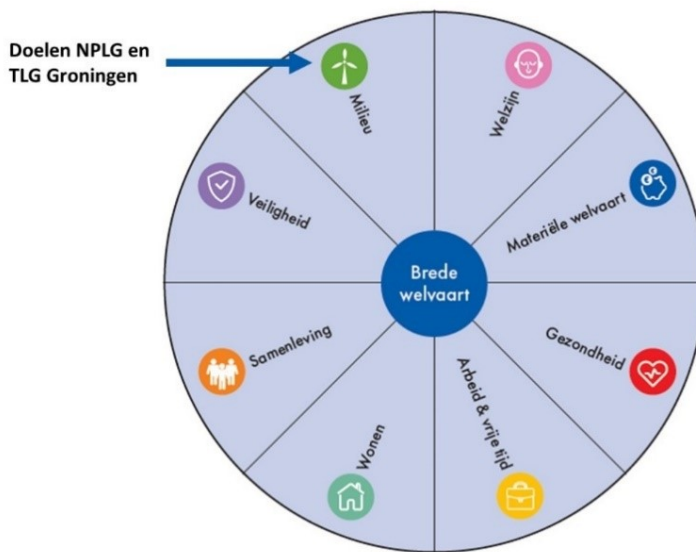 Doelen NPLG en
TLG Groningen
Milieu
Welzijn
Materiële welvaart
Gezondheid
Arbeid & vrije tijd
Wonen
Samenleving
Veiligheid
Brede
welvaart